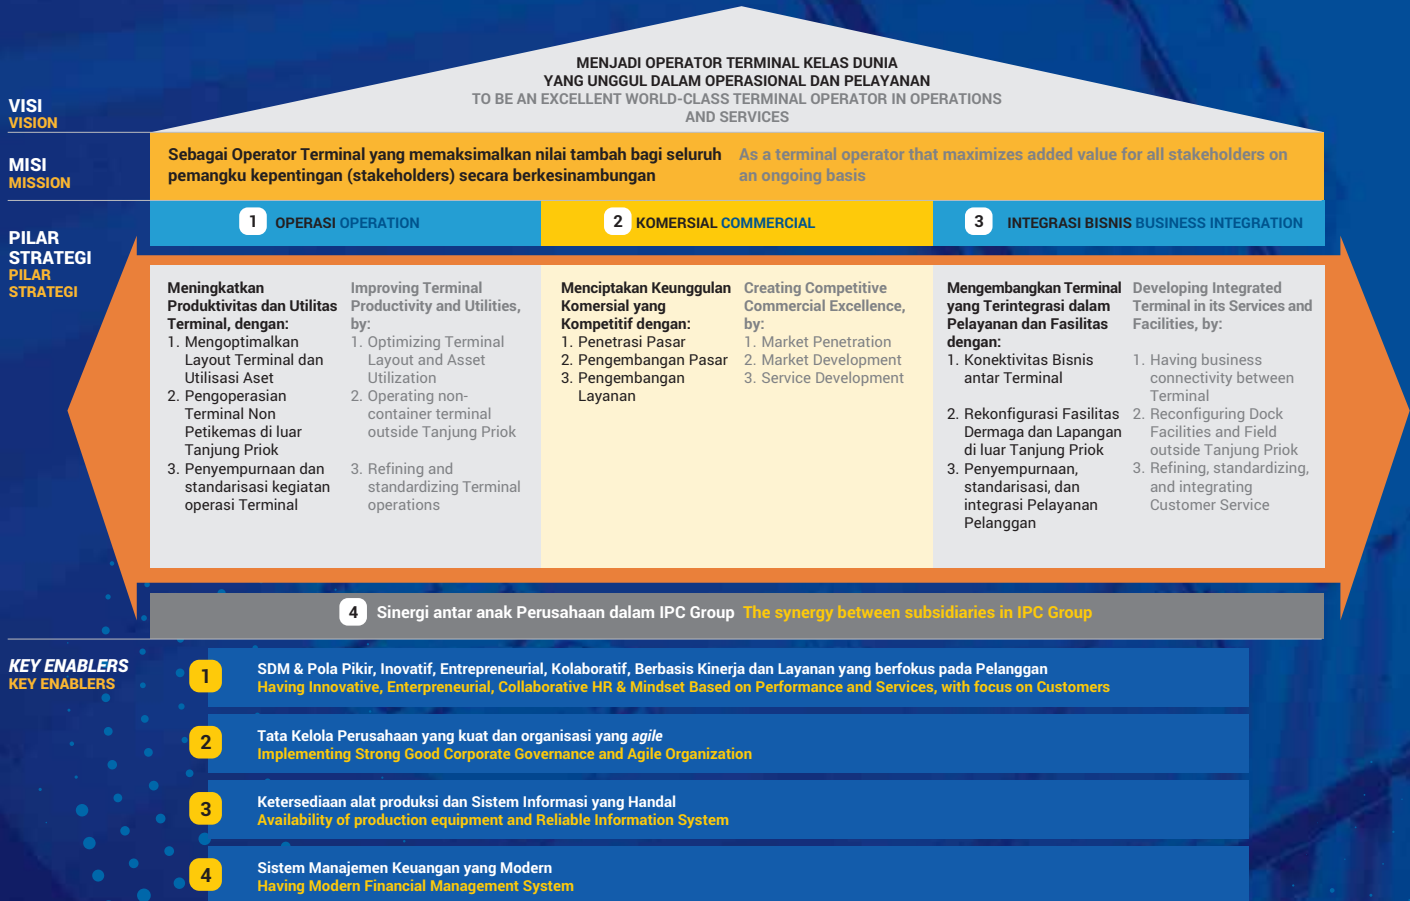 MENJADI OPERATOR TERMINAL KELAS DUNIA
YANG UNGGUL DALAM OPERASIONAL DAN PELAYANAN
TO BE AN EXCELLENT WORLD-CLASS TERMINAL OPERATOR IN OPERATIONS
AND SERVICES
VISI
VISION
MISI
MISSION
Sebagai Operator Terminal yang memaksimalkan nilai tambah bagi seluruh
pemangku kepentingan (stakeholders) secara berkesinambungan
As a terminal operator that maximizes added value for all stakeholders on
an ongoing basis
PILAR
STRATEGI
PILAR
STRATEGI
1 OPERASI OPERATION
2 KOMERSIAL COMMERCIAL
3 INTEGRASI BISNIS BUSINESS INTEGRATION
Meningkatkan
Produktivitas dan Utilitas
Terminal, dengan:
1. Mengoptimalkan
Layout Terminal dan
Utilisasi Aset
2. Pengoperasian
Terminal Non
Petikemas di luar
Tanjung Priok
3. Penyempurnaan dan
standarisasi kegiatan
operasi Terminal
Improving Terminal
Productivity and Utilities,
by:
1. Optimizing Terminal
Layout and Asset
Utilization
2. Operating non-
container terminal
outside Tanjung Priok
3. Refining and
standardizing Terminal
operations
Menciptakan Keunggulan
Komersial yang
Kompetitif dengan:
1. Penetrasi Pasar
2. Pengembangan Pasar
3. Pengembangan
Layanan
Creating Competitive
Commercial Excellence,
by:
1. Market Penetration
2. Market Development
3. Service Development
Mengembangkan Terminal
yang Terintegrasi dalam
Pelayanan dan Fasilitas
dengan:
1. Konektivitas Bisnis
antar Terminal
2. Rekonfigurasi Fasilitas
Dermaga dan Lapangan
di luar Tanjung Priok
3. Penyempurnaan,
standarisasi, dan
integrasi Pelayanan
Pelanggan
Developing Integrated
Terminal in its Services and
Facilities, by:
1. Having business
connectivity between
Terminal
2. Reconfiguring Dock
Facilities and Field
outside Tanjung Priok
3. Refining, standardizing,
and integrating
Customer Service
4 Sinergi antar anak Perusahaan dalam IPC Group The synergy between subsidiaries in IPC Group
KEY ENABLERS
KEY ENABLERS
1
SDM & Pola Pikir, Inovatif, Entrepreneurial, Kolaboratif, Berbasis Kinerja dan Layanan yang berfokus pada Pelanggan
Having Innovative, Enterpreneurial, Collaborative HR & Mindset Based on Performance and Services, with focus on Customers
2
Tata Kelola Perusahaan yang kuat dan organisasi yang agile
Implementing Strong Good Corporate Governance and Agile Organization
3
Ketersediaan alat produksi dan Sistem Informasi yang Handal
Availability of production equipment and Reliable Information System
4
Sistem Manajemen Keuangan yang Modern
Having Modern Financial Management System